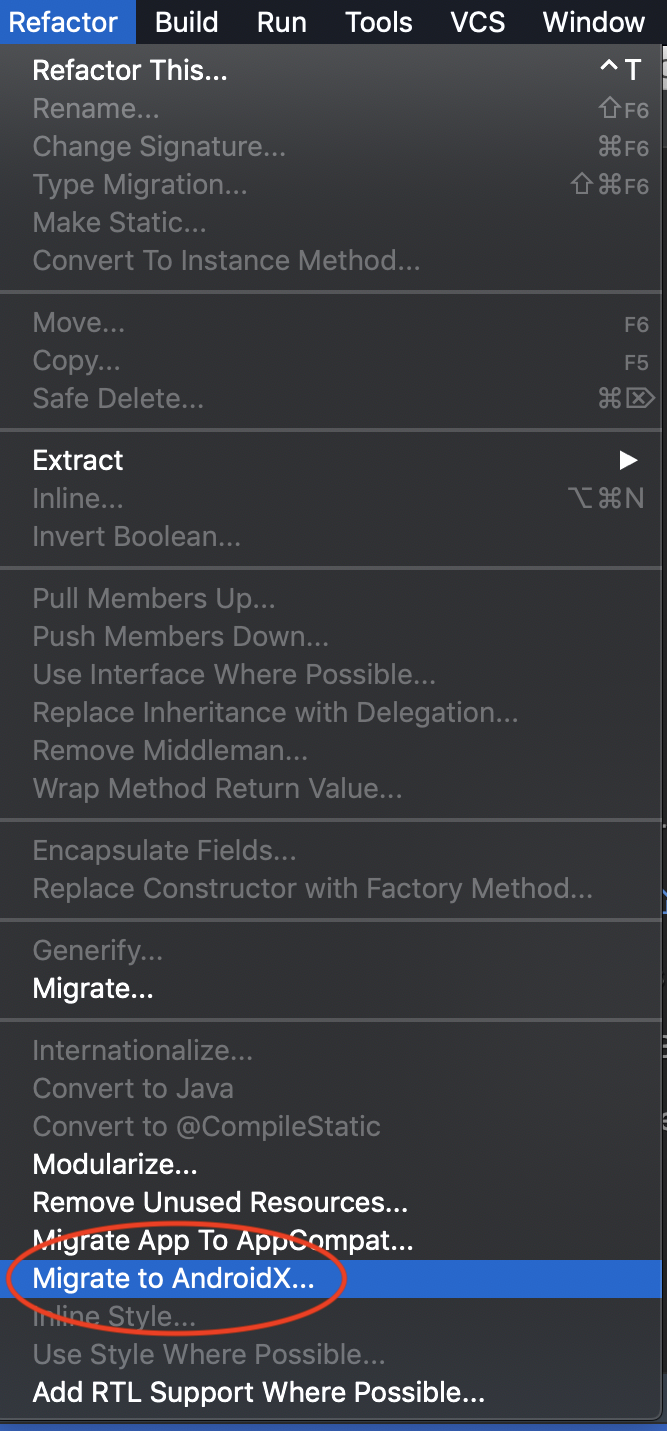 Refactor Build Run Tools VCS Window
Refactor This... ^T
Rename... ⇧F6
Change Signature... ⌘F6
Type Migration... ⇧⌘F6
Make Static...
Convert To Instance Method...
Move... F6
Copy... F5
Safe Delete... ⌘⌦
Extract ▶
Inline... ⌥⌘N
Invert Boolean...
Pull Members Up...
Push Members Down...
Use Interface Where Possible...
Replace Inheritance with Delegation...
Remove Middleman...
Wrap Method Return Value...
Encapsulate Fields...
Replace Constructor with Factory Method...
Generify...
Migrate...
Internationalize...
Convert to Java
Convert to @CompileStatic
Modularize...
Remove Unused Resources...
Migrate App To AppCompat...
Migrate to AndroidX...
Inline Style...
Use Style Where Possible...
Add RTL Support Where Possible...